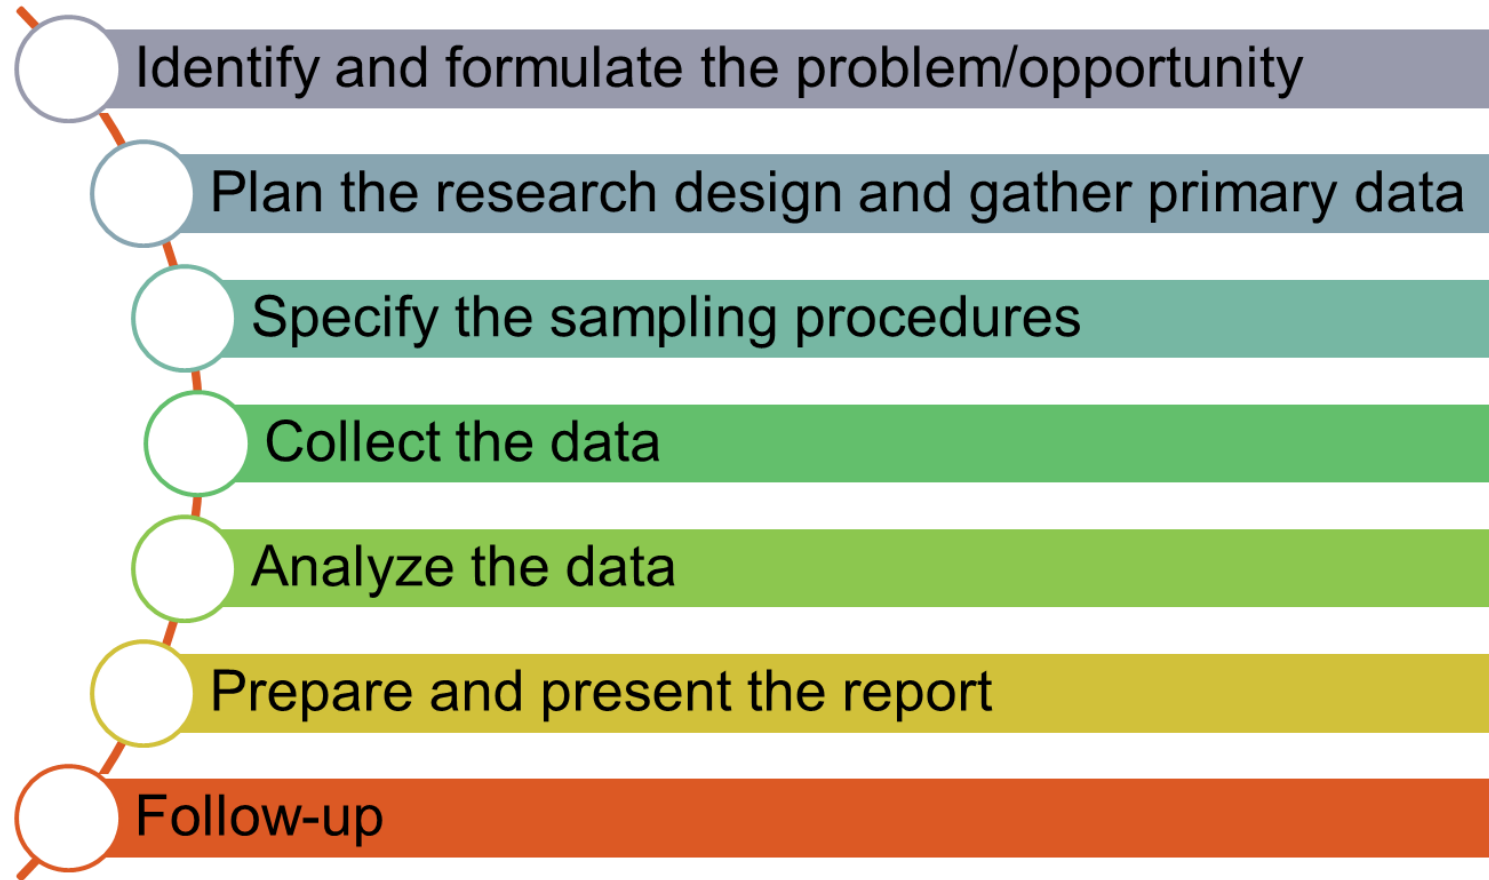 Identify and formulate the problem/opportunity
Plan the research design and gather primary data
Specify the sampling procedures
Collect the data
Analyze the data
Prepare and present the report
Follow-up